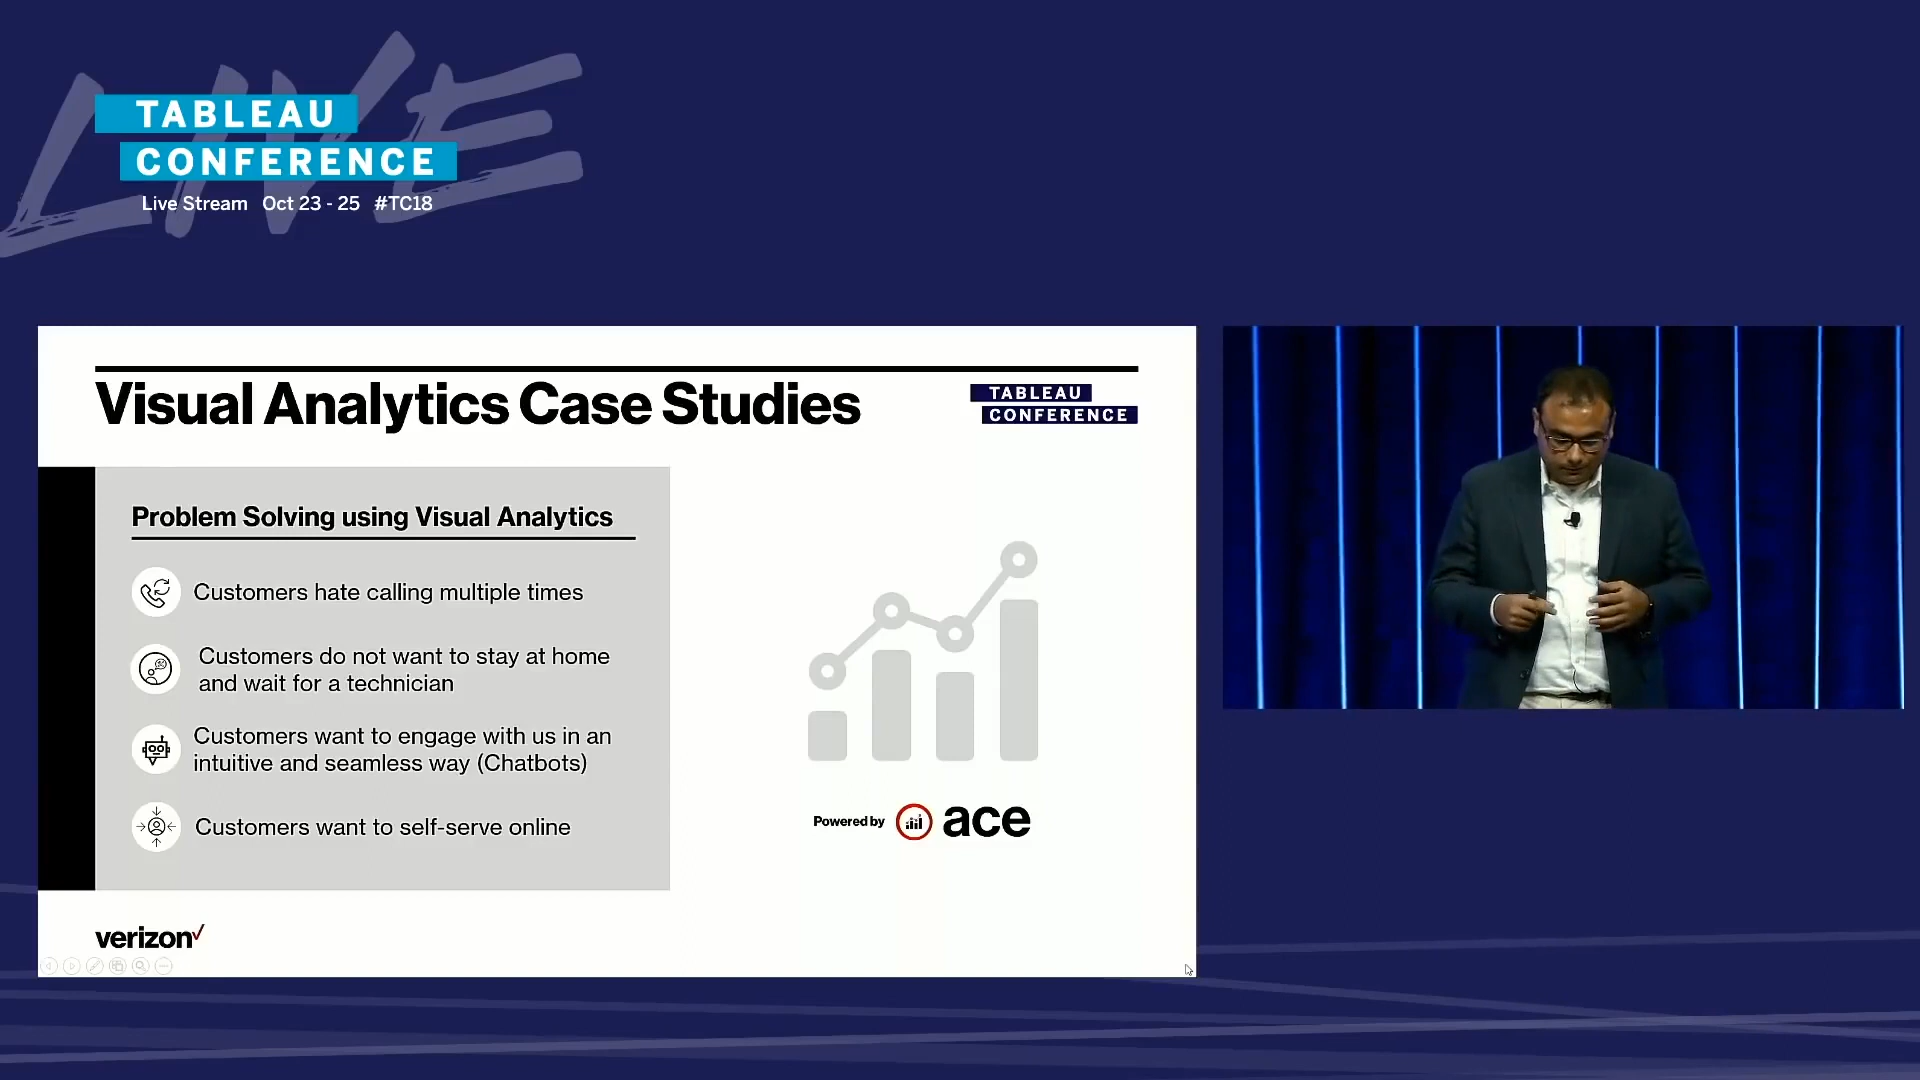 LIVE
TABLEAU
CONFERENCE
Live Stream Oct 23 - 25 #TC18
Visual Analytics Case Studies
TABLEAU
CONFERENCE
Problem Solving using Visual Analytics
Customers hate calling multiple times
Customers do not want to stay at home
and wait for a technician
Customers want to engage with us in an
intuitive and seamless way (Chatbots)
Customers want to self-serve online
Powered by ace
verizon